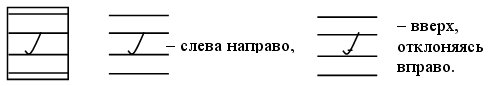 – слева направо,
– вверх,
отклоняясь
вправо.